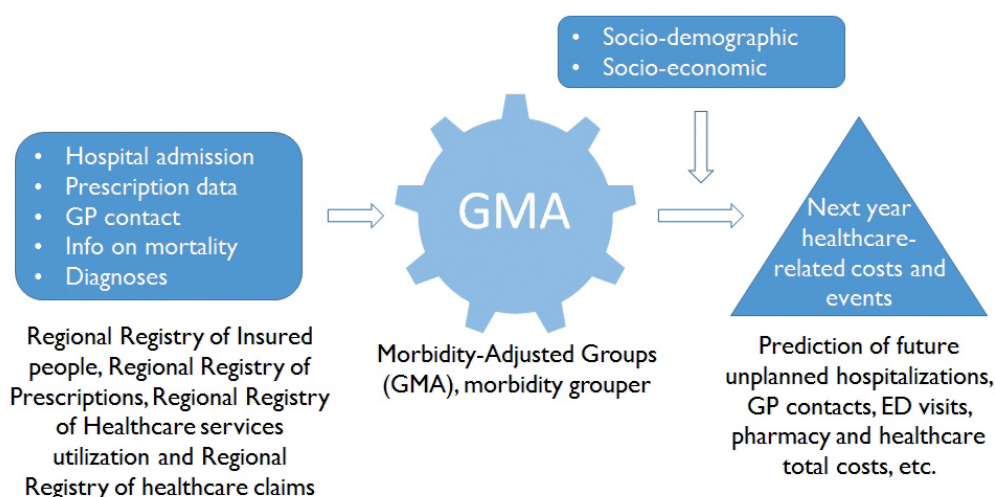 • Socio-demographic
• Socio-economic
• Hospital admission
• Prescription data
• GP contact
• Info on mortality
• Diagnoses
GMA
Next year
healthcare-
related costs and
events
Regional Registry of Insured
people, Regional Registry of
Prescriptions, Regional Registry
of Healthcare services
utilization and Regional
Registry of healthcare claims
Morbidity-Adjusted Groups
(GMA), morbidity grouper
Prediction of future
unplanned hospitalizations,
GP contacts, ED visits,
pharmacy and healthcare
total costs, etc.